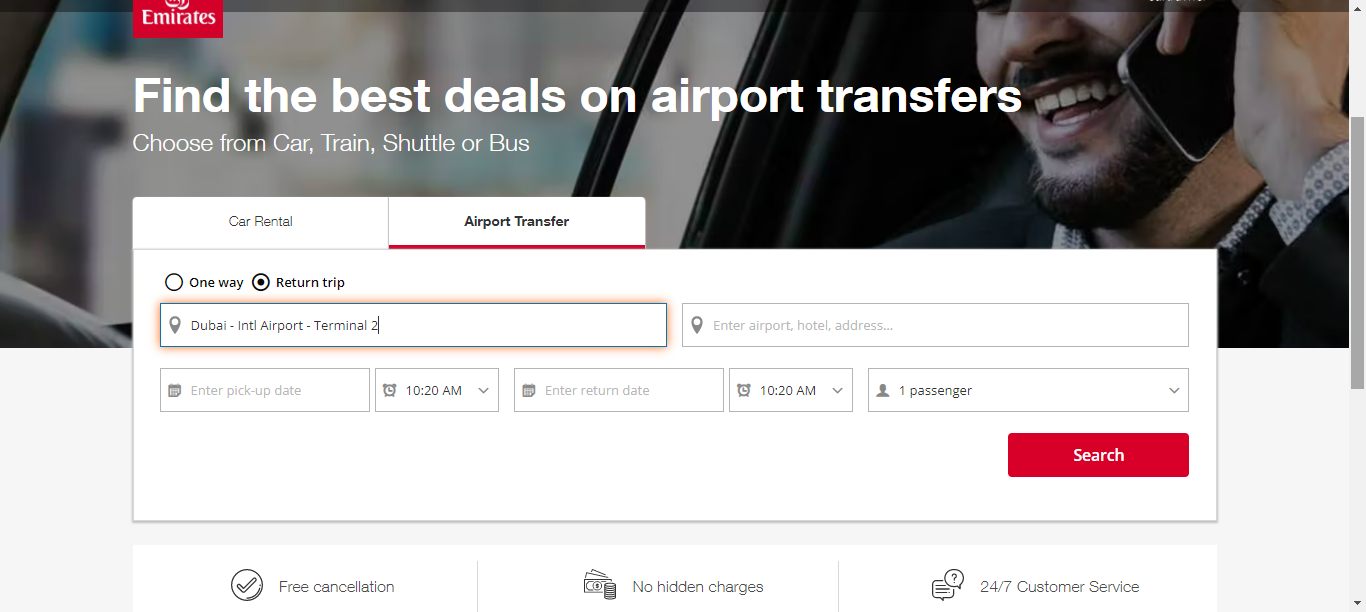 Emirates
Find the best deals on airport transfers
Choose from Car, Train, Shuttle or Bus
Car Rental Airport Transfer
One way Return trip
Dubai - Intl Airport - Terminal 2 Enter airport, hotel, address...
Enter pick-up date 10:20 AM Enter return date 10:20 AM 1 passenger
Search
Free cancellation No hidden charges 24/7 Customer Service